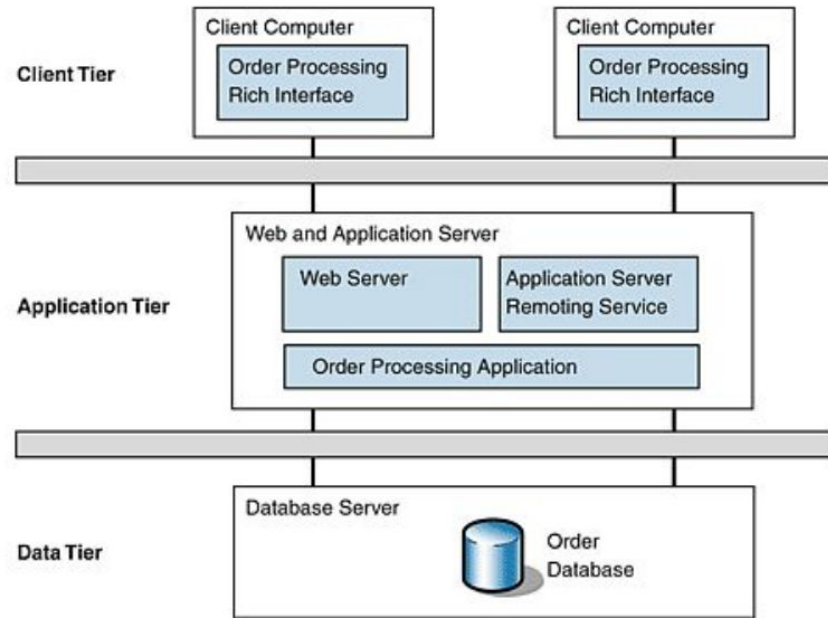 Client Computer
Client Computer
Client Tier
Order Processing
Rich Interface
Order Processing
Rich Interface
Web and Application Server
Web Server
Application Server
Remoting Service
Application Tier
Order Processing Application
Database Server
Data Tier
Order
Database